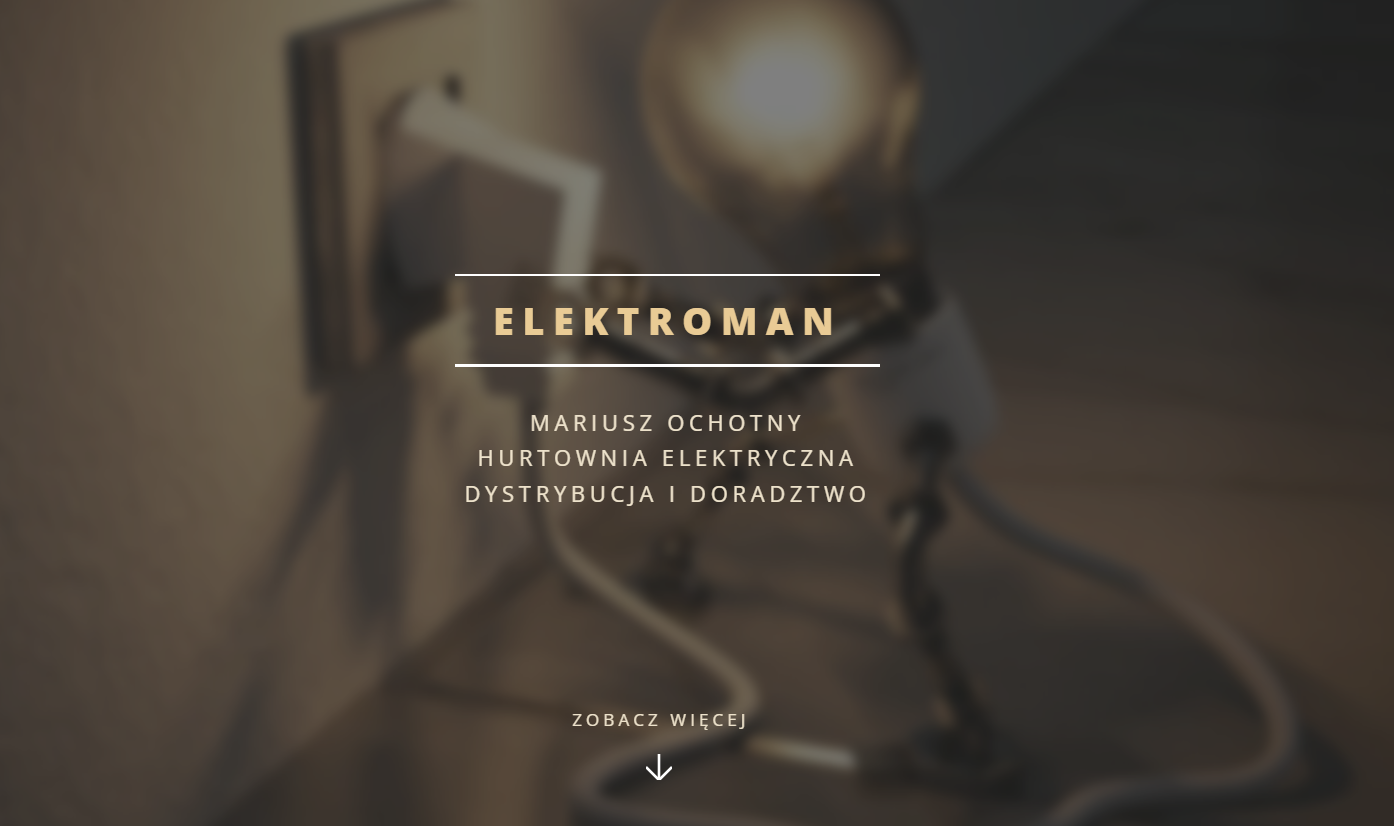 ELEKTROMAN
MARIUSZ OCHOTNY
HURTOWNIA ELEKTRYCZNA
DYSTRYBUCJA I DORADZTWO
ZOBACZ WIĘCEJ